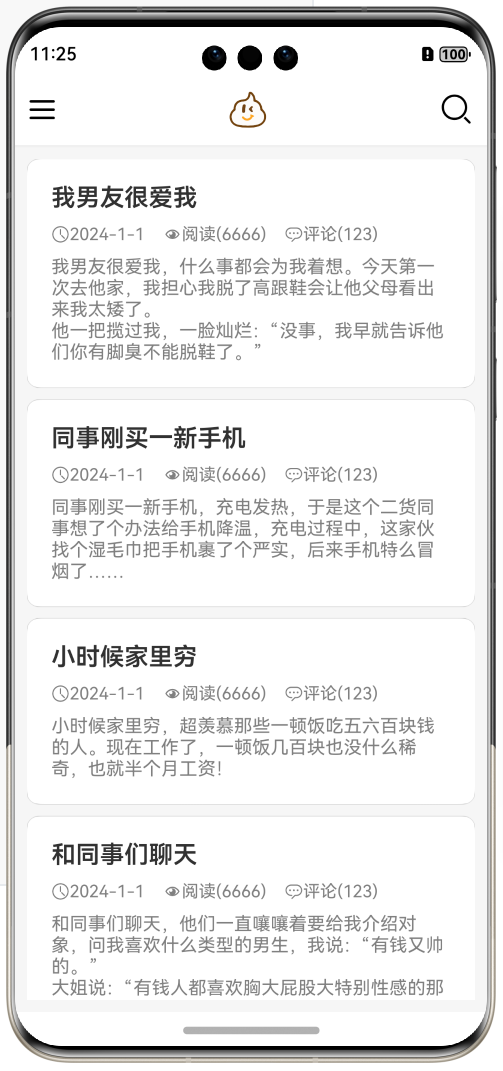 11:25
100
我男友很爱我
2024-1-1 阅读(6666) 评论(123)
我男友很爱我，什么事都会为我着想。今天第一
次去他家，我担心我脱了高跟鞋会让他父母看出
来我太矮了。
他一把揽过我，一脸灿烂：“没事，我早就告诉他
们你有脚臭不能脱鞋了。”
同事刚买一新手机
2024-1-1 阅读(6666) 评论(123)
同事刚买一新手机，充电发热，于是这个二货同
事想了个办法给手机降温，充电过程中，这家伙
找个湿毛巾把手机裹了个严实，后来手机特么冒
烟了……
小时候家里穷
2024-1-1 阅读(6666) 评论(123)
小时候家里穷，超羡慕那些一顿饭吃五六百块钱
的人。现在工作了，一顿饭几百块也没什么稀
奇，也就半个月工资！
和同事们聊天
2024-1-1 阅读(6666) 评论(123)
和同事们聊天，他们一直嚷嚷着要给我介绍对
象，问我喜欢什么类型的男生，我说：“有钱又帅
的。”
大姐说：“有钱人都喜欢胸大屁股大特别性感的那